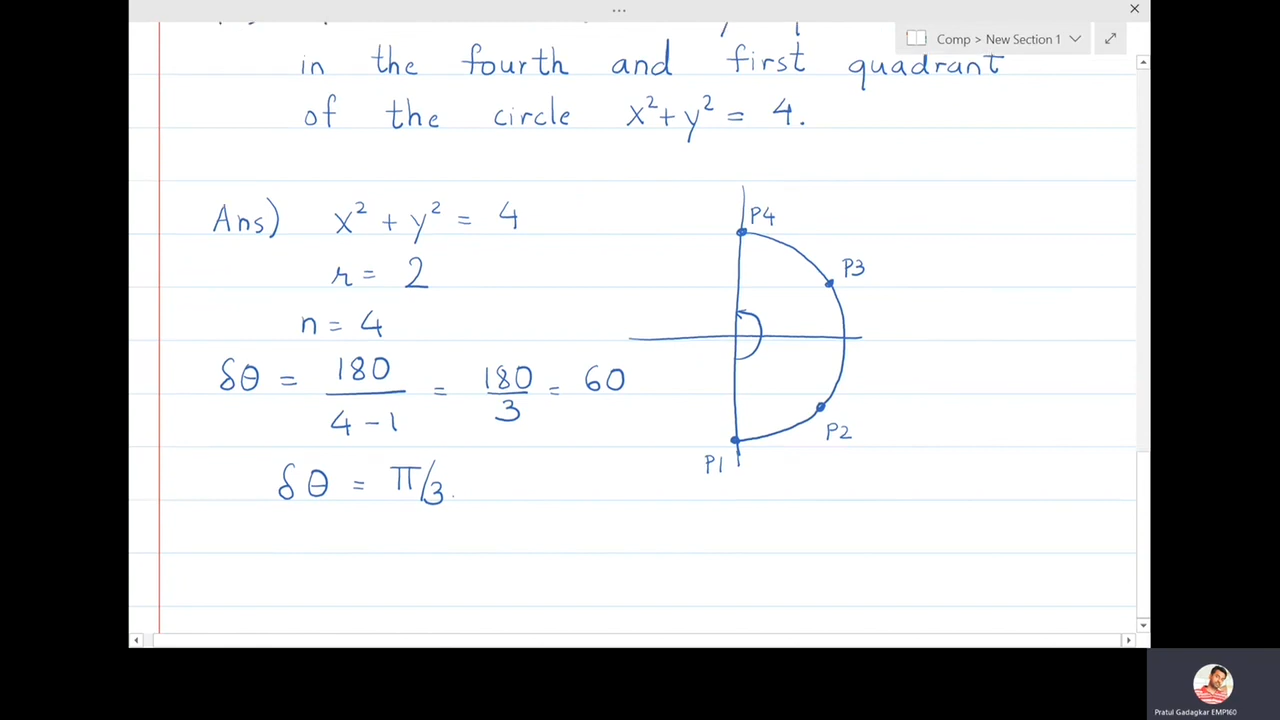 Comp > New Section 1
in the fourth and first quadrant
of the circle x²+y² = 4.
Ans) x² + y² = 4
r = 2
n = 4
δθ = 180 / 4-1 = 180 / 3 = 60
δθ = π/3.
P4
P3
P2
P1
Pratul Gadagkar EMP160